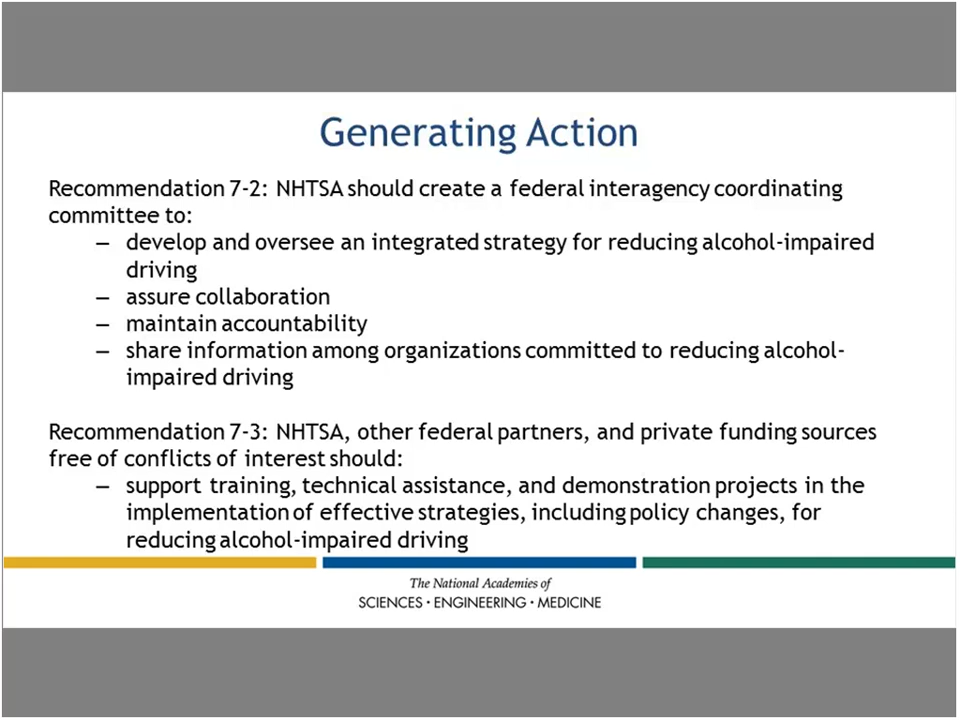 Generating Action
Recommendation 7-2: NHTSA should create a federal interagency coordinating
committee to:
– develop and oversee an integrated strategy for reducing alcohol-impaired
driving
– assure collaboration
– maintain accountability
– share information among organizations committed to reducing alcohol-
impaired driving
Recommendation 7-3: NHTSA, other federal partners, and private funding sources
free of conflicts of interest should:
– support training, technical assistance, and demonstration projects in the
implementation of effective strategies, including policy changes, for
reducing alcohol-impaired driving
The National Academies of
SCIENCES · ENGINEERING · MEDICINE